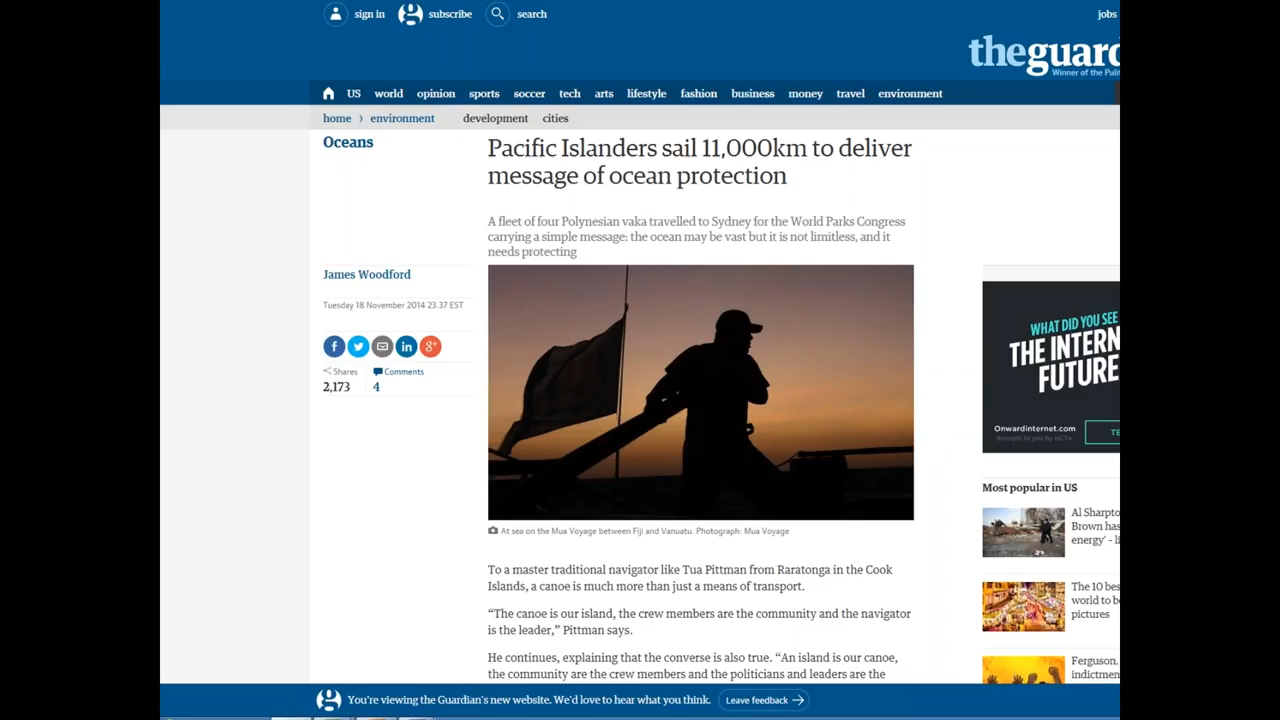 sign in
subscribe
search
jobs
theguard
Winner of the Puli
US
world
opinion
sports
soccer
tech
arts
lifestyle
fashion
business
money
travel
environment
home
environment
development
cities
Oceans
Pacific Islanders sail 11,000km to deliver
message of ocean protection
A fleet of four Polynesian vaka travelled to Sydney for the World Parks Congress
carrying a simple message: the ocean may be vast but it is not limitless, and it
needs protecting
James Woodford
Tuesday 18 November 2014 23.37 EST
Shares
2,173
Comments
4
At sea on the Mua Voyage between Fiji and Vanuatu. Photograph: Mua Voyage
To a master traditional navigator like Tua Pittman from Raratonga in the Cook
Islands, a canoe is much more than just a means of transport.
“The canoe is our island, the crew members are the community and the navigator
is the leader,” Pittman says.
He continues, explaining that the converse is also true. “An island is our canoe,
the community are the crew members and the politicians and leaders are the
WHAT DID YOU SEE
THE INTERN
FUTURE
Onwardinternet.com
Brought to you by NCTA
TE
Most popular in US
Al Sharpto
Brown has
energy' – li
The 10 bes
world to b
pictures
Ferguson.
indictmen
You're viewing the Guardian's new website. We'd love to hear what you think.
Leave feedback